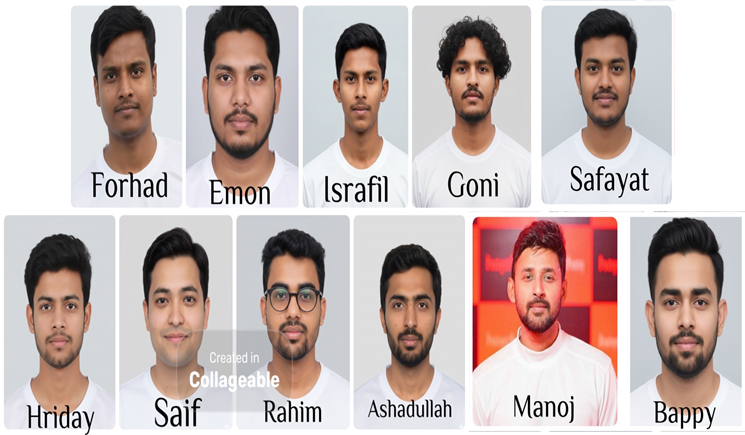 Forhad
Emon
Israfil
Goni
Safayat
Hriday
Saif
Rahim
Ashadullah
Manoj
Bappy
Created in
Collageable